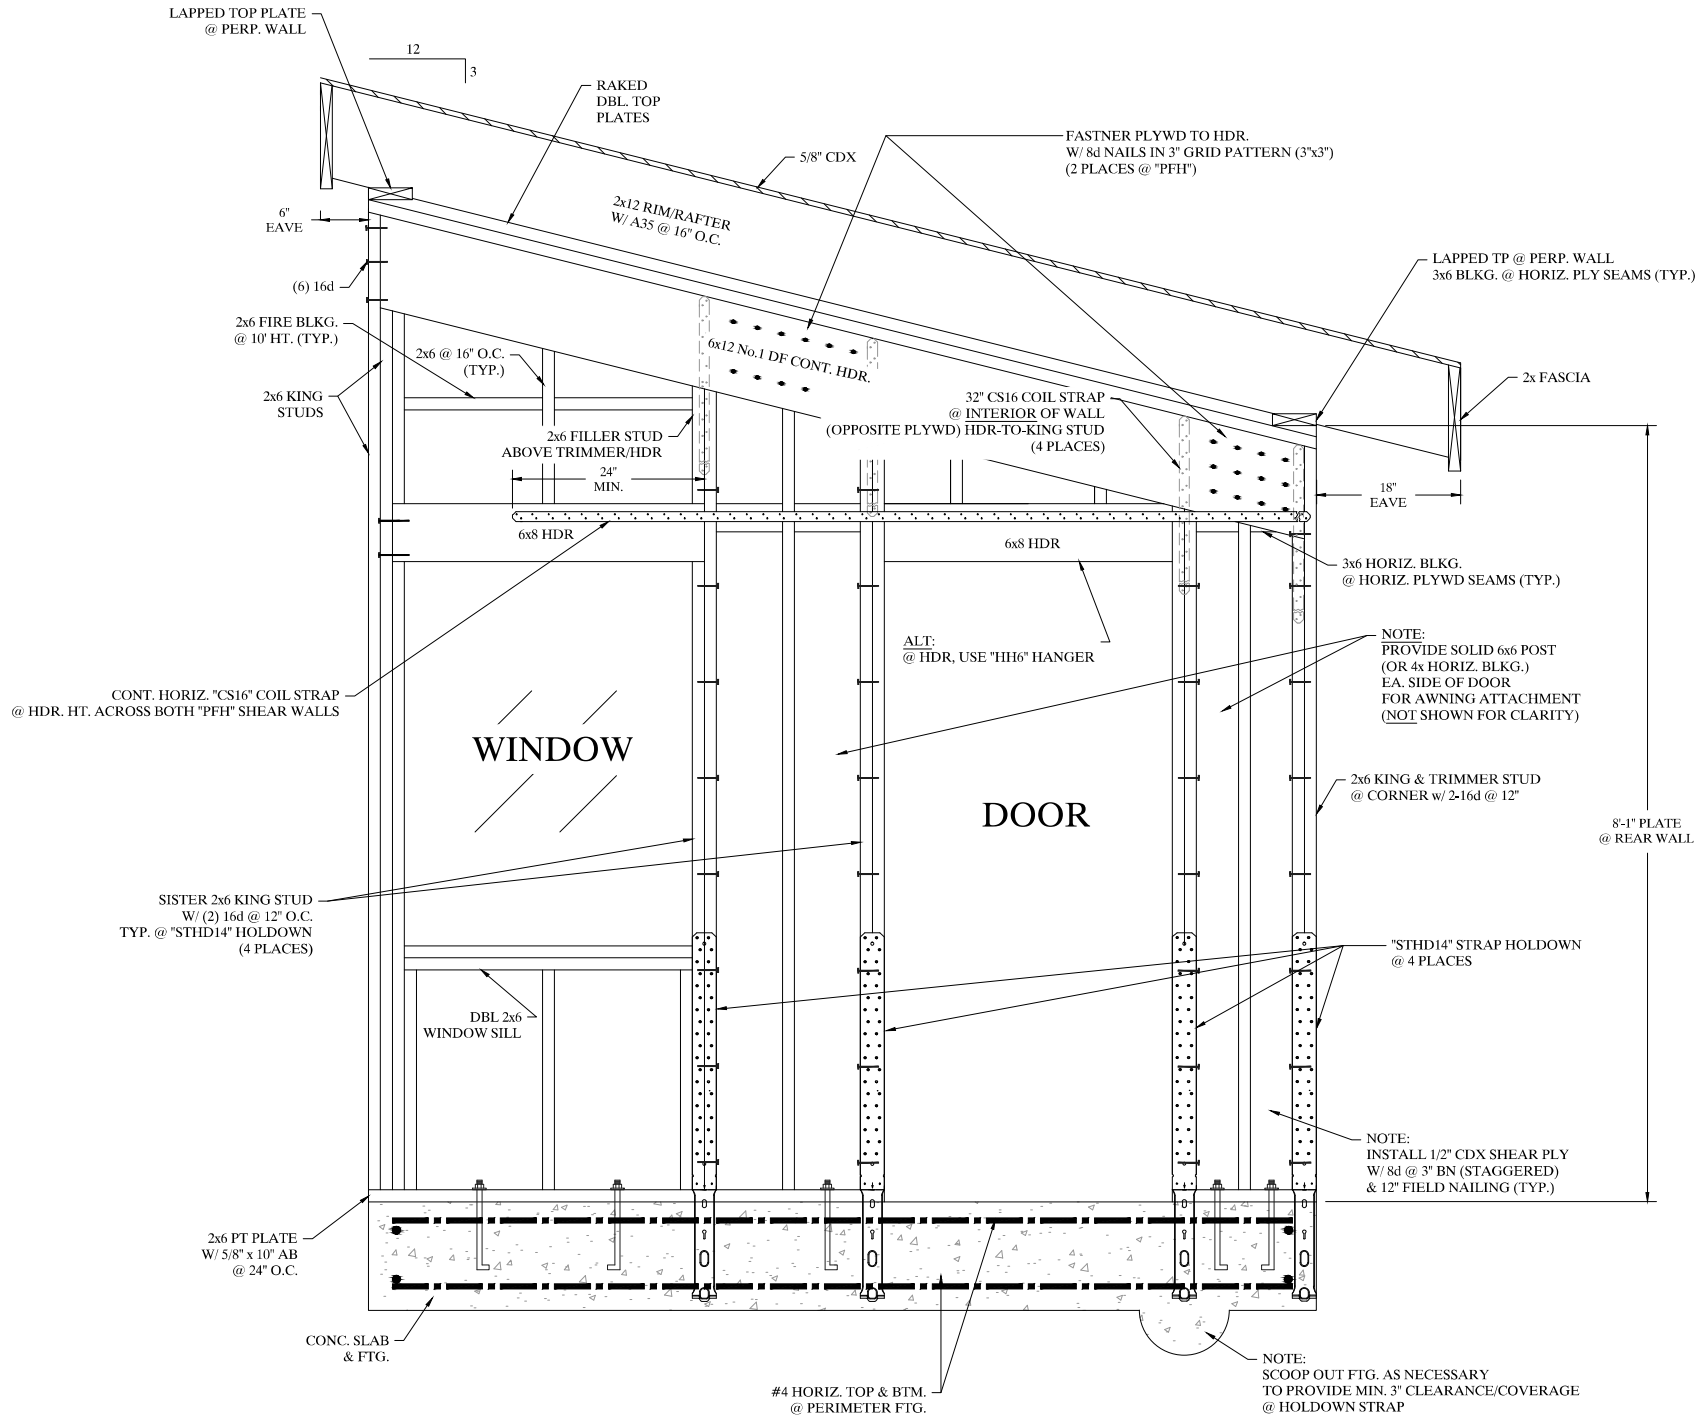 LAPPED TOP PLATE
@ PERP. WALL
12
3
RAKED
DBL. TOP
PLATES
FASTNER PLYWD TO HDR.
W/ 8d NAILS IN 3" GRID PATTERN (3"x3")
(2 PLACES @ "PFH")
5/8" CDX
2x12 RIM/RAFTER
W/ A35 @ 16" O.C.
6"
EAVE
LAPPED TP @ PERP. WALL
3x6 BLKG. @ HORIZ. PLY SEAMS (TYP.)
(6) 16d
2x6 FIRE BLKG.
@ 10' HT. (TYP.)
2x6 @ 16" O.C.
(TYP.)
6x12 No.1 DF CONT. HDR.
2x FASCIA
2x6 KING
STUDS
32" CS16 COIL STRAP
@ INTERIOR OF WALL
(OPPOSITE PLYWD) HDR-TO-KING STUD
(4 PLACES)
2x6 FILLER STUD
ABOVE TRIMMER/HDR
24"
MIN.
18"
EAVE
6x8 HDR
6x8 HDR
3x6 HORIZ. BLKG.
@ HORIZ. PLYWD SEAMS (TYP.)
ALT:
@ HDR, USE "HH6" HANGER
NOTE:
PROVIDE SOLID 6x6 POST
(OR 4x HORIZ. BLKG.)
EA. SIDE OF DOOR
FOR AWNING ATTACHMENT
(NOT SHOWN FOR CLARITY)
CONT. HORIZ. "CS16" COIL STRAP
@ HDR. HT. ACROSS BOTH "PFH" SHEAR WALLS
WINDOW
DOOR
2x6 KING & TRIMMER STUD
@ CORNER w/ 2-16d @ 12"
8'-1" PLATE
@ REAR WALL
SISTER 2x6 KING STUD
W/ (2) 16d @ 12" O.C.
TYP. @ "STHD14" HOLDOWN
(4 PLACES)
"STHD14" STRAP HOLDOWN
@ 4 PLACES
DBL 2x6
WINDOW SILL
NOTE:
INSTALL 1/2" CDX SHEAR PLY
W/ 8d @ 3" BN (STAGGERED)
& 12" FIELD NAILING (TYP.)
2x6 PT PLATE
W/ 5/8" x 10" AB
@ 24" O.C.
CONC. SLAB
& FTG.
#4 HORIZ. TOP & BTM.
@ PERIMETER FTG.
NOTE:
SCOOP OUT FTG. AS NECESSARY
TO PROVIDE MIN. 3" CLEARANCE/COVERAGE
@ HOLDOWN STRAP